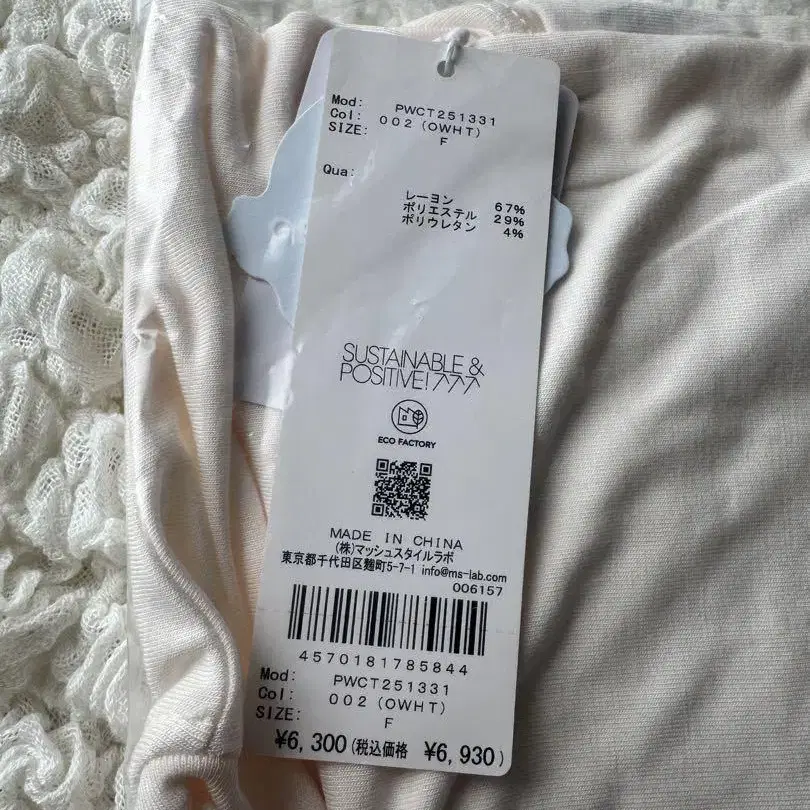 Mod: PWCT251331
Col: 002 (OWHT)
SIZE: F
Qua:
レーヨン 67%
ポリエステル 29%
ポリウレタン 4%
SUSTAINABLE &
POSITIVE!
ECO FACTORY
MADE IN CHINA
(株)マッシュスタイルラボ
東京都千代田区麹町5-7-1 info@ms-lab.com
006157
4570181785844
Mod: PWCT251331
Col: 002 (OWHT)
SIZE: F
¥6,300(税込価格 ¥6,930)